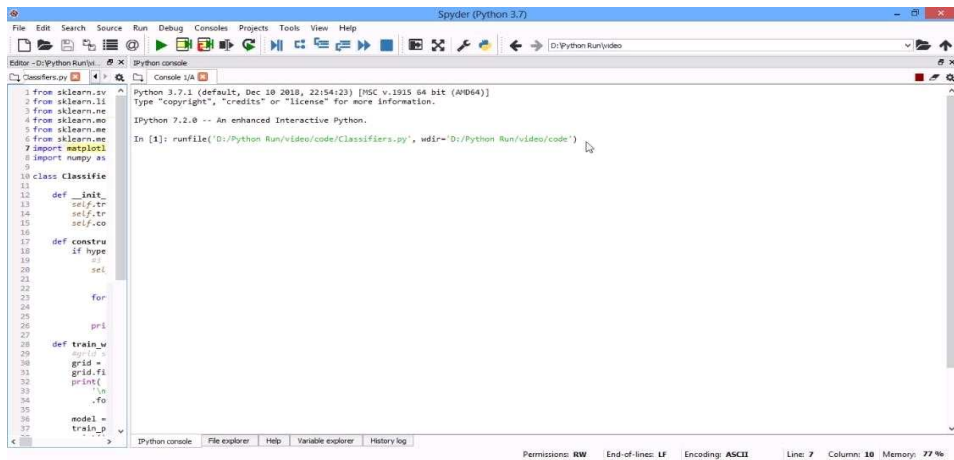 Spyder (Python 3.7)
File Edit Search Source Run Debug Consoles Projects Tools View Help
D:\Python Run\video
Editor - D:\Python Run\vi...
IPython console
Classifiers.py
Console 1/A
1 from sklearn.sv
2 from sklearn.li
3 from sklearn.ne
4 from sklearn.mo
5 from sklearn.me
6 from sklearn.me
7 import matplotl
8 import numpy as
9
10 class Classifie
11
12 def __init_
13 self.tr
14 self.tr
15 self.co
16
17 def constru
18 if hype
19
20 sel
21
22
23 for
24
25
26 pri
27
28 def train_w
29 #grid s
30 grid =
31 grid.fi
32 print(
33 '\n
34 .fo
35
36 model =
37 train_p
Python 3.7.1 (default, Dec 10 2018, 22:54:23) [MSC v.1915 64 bit (AMD64)]
Type "copyright", "credits" or "license" for more information.
IPython 7.2.0 -- An enhanced Interactive Python.
In [1]: runfile('D:/Python Run/video/code/Classifiers.py', wdir='D:/Python Run/video/code')
IPython console File explorer Help Variable explorer History log
Permissions: RW End-of-lines: LF Encoding: ASCII Line: 7 Column: 10 Memory: 77 %